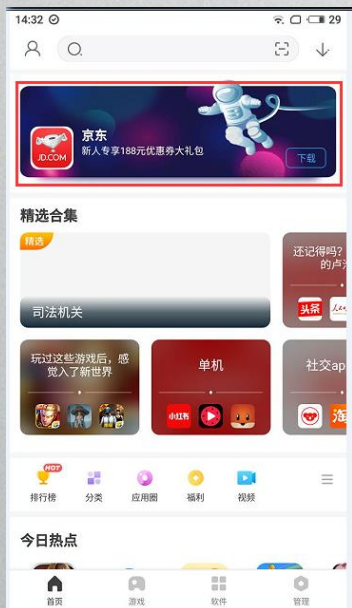 14:32
29
京东
新人专享188元优惠券大礼包
JD.COM
下载
精选合集
精选
司法机关
还记得吗?
的卢
头条
玩过这些游戏后，感
觉入了新世界
单机
小红书
社交ap
淘
HOT
排行榜
分类
应用圈
福利
视频
今日热点
首页
游戏
软件
管理